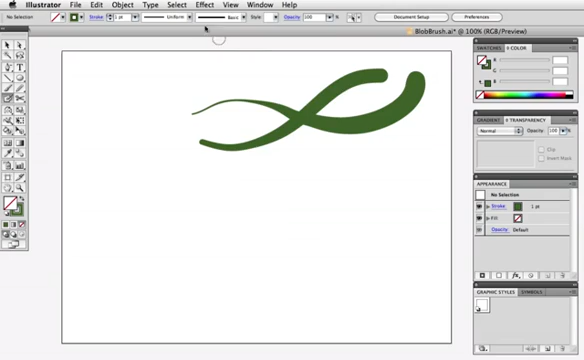 Illustrator File Edit Object Type Select Effect View Window Help
No Selection Stroke 1 pt Uniform Basic Style Opacity 100 Document Setup Preferences
BlobBrush.ai* @ 100% (RGB/Preview)
SWATCHES COLOR
R
G
B
GRADIENT TRANSPARENCY
Normal Opacity 100
Clip
Invert Mask
APPEARANCE
No Selection
Stroke 1 pt
Fill
Opacity Default
fx
GRAPHIC STYLES SYMBOLS